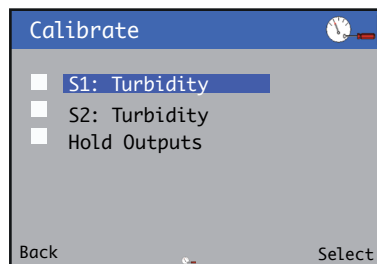 Calibrate
S1: Turbidity
S2: Turbidity
Hold Outputs
Back Select